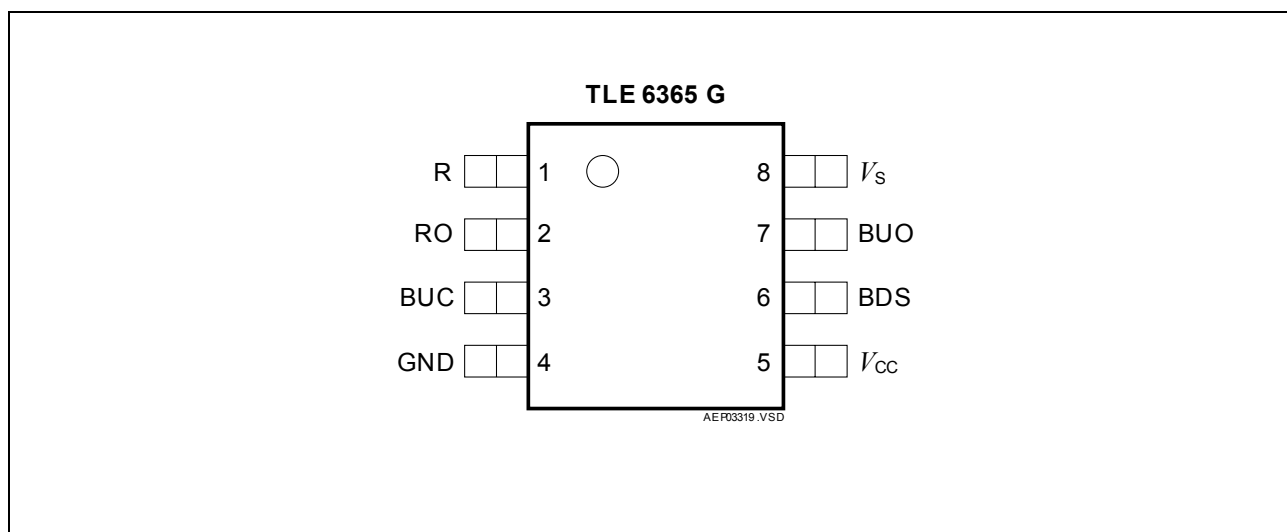 TLE 6365 G
R 1 8 VS
RO 2 7 BUO
BUC 3 6 BDS
GND 4 5 VCC
AEP03319.VSD